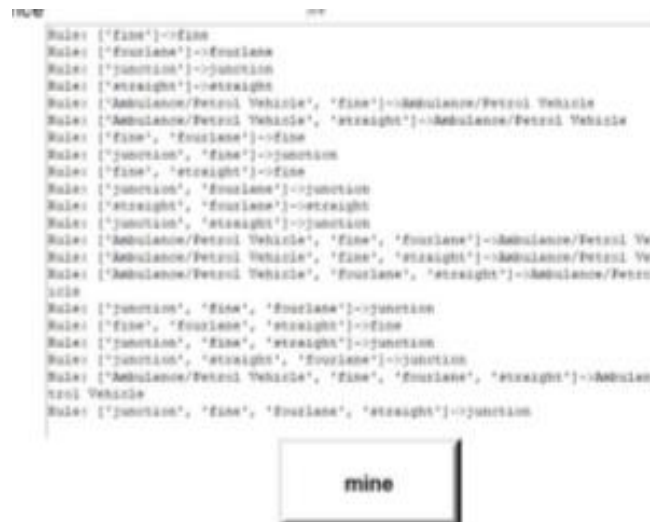 Rule: ['fine']->fine
Rule: ['fourlane']->fourlane
Rule: ['junction']->junction
Rule: ['straight']->straight
Rule: ['Ambulance/Petrol Vehicle', 'fine']->Ambulance/Petrol Vehicle
Rule: ['Ambulance/Petrol Vehicle', 'straight']->Ambulance/Petrol Vehicle
Rule: ['fine', 'fourlane']->fine
Rule: ['junction', 'fine']->junction
Rule: ['fine', 'straight']->fine
Rule: ['junction', 'fourlane']->junction
Rule: ['straight', 'fourlane']->straight
Rule: ['junction', 'straight']->junction
Rule: ['Ambulance/Petrol Vehicle', 'fine', 'fourlane']->Ambulance/Petrol Ve
Rule: ['Ambulance/Petrol Vehicle', 'fine', 'straight']->Ambulance/Petrol Ve
Rule: ['Ambulance/Petrol Vehicle', 'fourlane', 'straight']->Ambulance/Petro
icle
Rule: ['junction', 'fine', 'fourlane']->junction
Rule: ['fine', 'fourlane', 'straight']->fine
Rule: ['junction', 'fine', 'straight']->junction
Rule: ['junction', 'straight', 'fourlane']->junction
Rule: ['Ambulance/Petrol Vehicle', 'fine', 'fourlane', 'straight']->Ambulan
trol Vehicle
Rule: ['junction', 'fine', 'fourlane', 'straight']->junction
mine